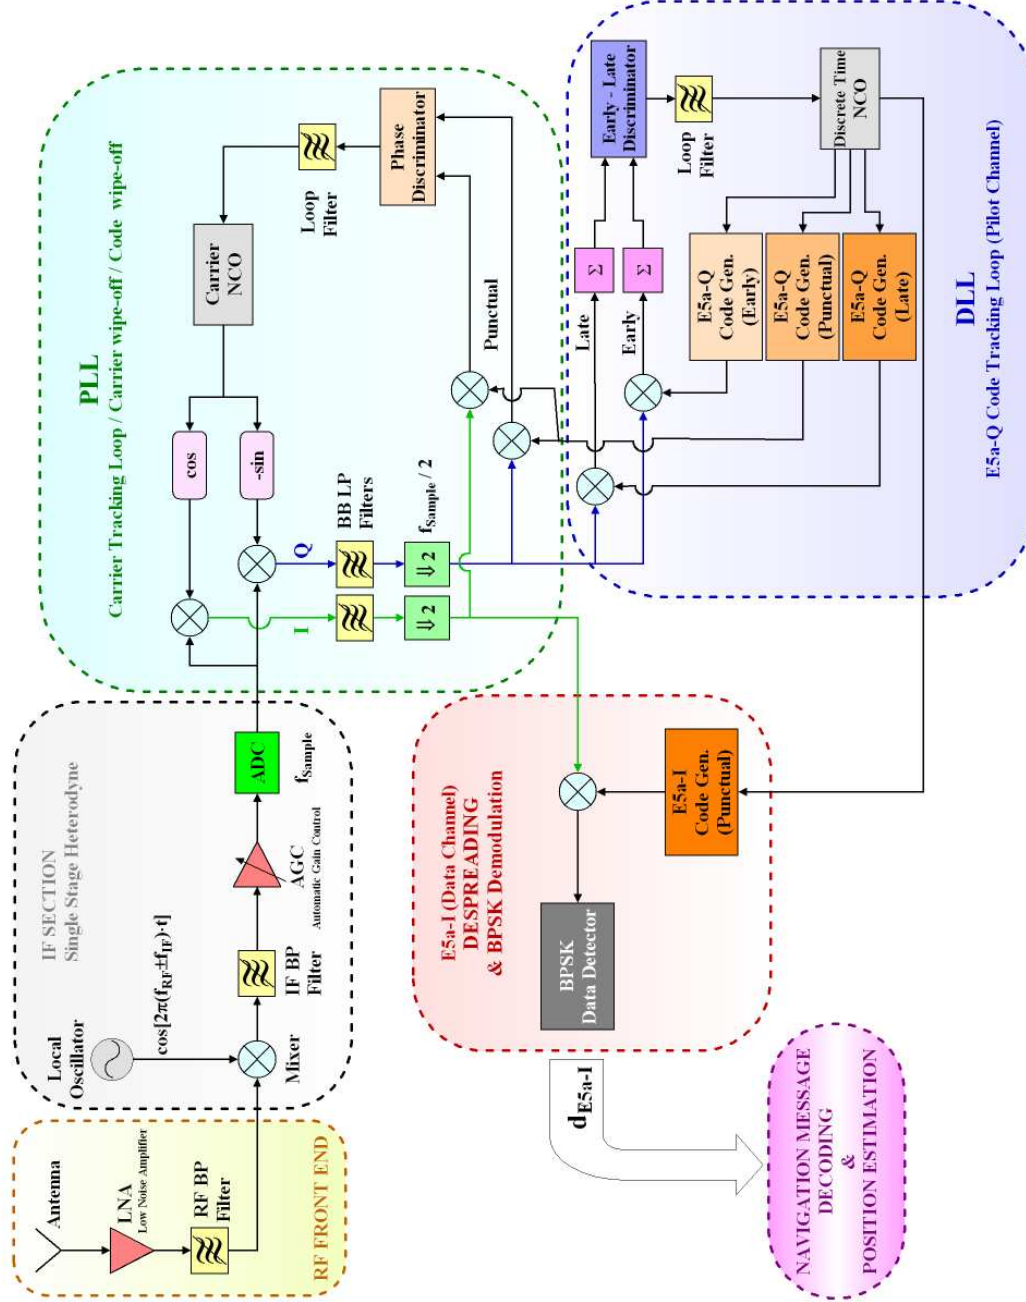 Antenna
LNA
Low Noise Amplifier
RF BP
Filter
RF FRONT END
IF SECTION
Single Stage Heterodyne
Local
Oscillator
cos[2π(fRF±fIF)·t]
Mixer
IF BP
Filter
AGC
Automatic Gain Control
ADC
fSample
PLL
Carrier Tracking Loop / Carrier wipe-off / Code wipe-off
cos
-sin
Carrier
NCO
Loop
Filter
Phase
Discriminator
I
Q
BB LP
Filters
⇓ 2
⇓ 2
fSample / 2
Punctual
Late
Early
Σ
Σ
Early - Late
Discriminator
Loop
Filter
Discrete Time
NCO
E5a-Q
Code Gen.
(Early)
E5a-Q
Code Gen.
(Punctual)
E5a-Q
Code Gen.
(Late)
DLL
E5a-Q Code Tracking Loop (Pilot Channel)
E5a-I (Data Channel)
DESPREADING
& BPSK Demodulation
BPSK
Data Detector
E5a-I
Code Gen.
(Punctual)
dE5a-I
NAVIGATION MESSAGE
DECODING
&
POSITION ESTIMATION